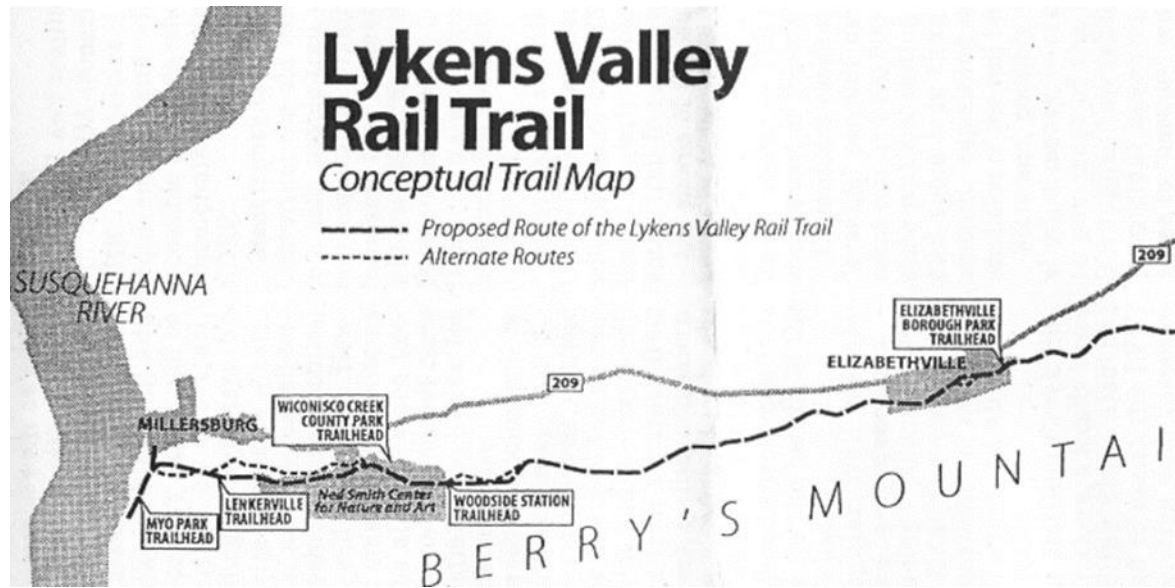 Lykens Valley
Rail Trail
Conceptual Trail Map
Proposed Route of the Lykens Valley Rail Trail
Alternate Routes
SUSQUEHANNA
RIVER
209
ELIZABETHVILLE
BOROUGH PARK
TRAILHEAD
ELIZABETHVILLE
209
MILLERSBURG
WICONISCO CREEK
COUNTY PARK
TRAILHEAD
MYO PARK
TRAILHEAD
LENKERVILLE
TRAILHEAD
Ned Smith Center
for Nature and Art
WOODSIDE STATION
TRAILHEAD
BERRY'S MOUNTAI